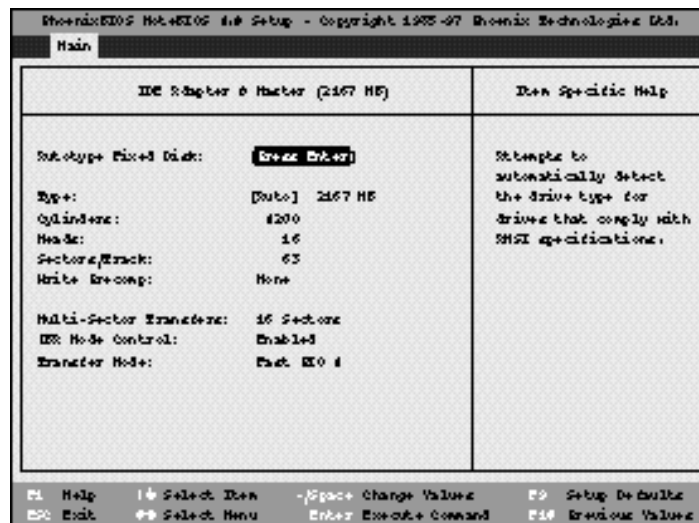 PhoenixBIOS NoteBIOS 4.0 Setup - Copyright 1985-97 Phoenix Technologies Ltd.
Main
IDE Adapter 0 Master (2167 MB)
Item Specific Help
Autotype Fixed Disk: [Press Enter]
Attempts to
automatically detect
the drive type for
drives that comply with
ANSI specifications.
Type: [Auto] 2167 MB
Cylinders: 4200
Heads: 16
Sectors/Track: 63
Write Precomp: None
Multi-Sector Transfers: 16 Sectors
LBA Mode Control: Enabled
Transfer Mode: Fast PIO 4
F1 Help Select Item -/Space Change Values F9 Setup Defaults
ESC Exit Select Menu Enter Execute Command F10 Previous Values